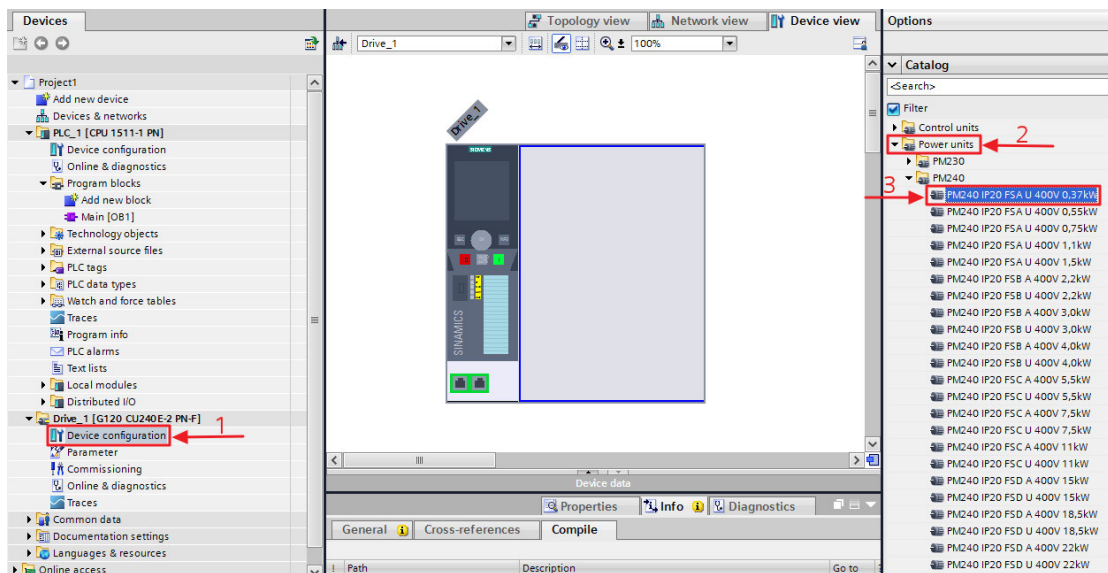 Devices
Project1
Add new device
Devices & networks
PLC_1 [CPU 1511-1 PN]
Device configuration
Online & diagnostics
Program blocks
Add new block
Main [OB1]
Technology objects
External source files
PLC tags
PLC data types
Watch and force tables
Traces
Program info
PLC alarms
Text lists
Local modules
Distributed I/O
Drive_1 [G120 CU240E-2 PN-F]
Device configuration
1
Parameter
Commissioning
Online & diagnostics
Traces
Common data
Documentation settings
Languages & resources
Online access
Topology view
Network view
Device view
Drive_1
100%
Drive_1
SIEMENS
SINAMICS
Device data
Properties
Info
Diagnostics
General
Cross-references
Compile
! Path
Description
Go to
Options
Catalog
<Search>
Filter
Control units
Power units
2
PM230
PM240
3
PM240 IP20 FSA U 400V 0,37kW
PM240 IP20 FSA U 400V 0,55kW
PM240 IP20 FSA U 400V 0,75kW
PM240 IP20 FSA U 400V 1,1kW
PM240 IP20 FSA U 400V 1,5kW
PM240 IP20 FSB A 400V 2,2kW
PM240 IP20 FSB U 400V 2,2kW
PM240 IP20 FSB A 400V 3,0kW
PM240 IP20 FSB U 400V 3,0kW
PM240 IP20 FSB A 400V 4,0kW
PM240 IP20 FSB U 400V 4,0kW
PM240 IP20 FSC A 400V 5,5kW
PM240 IP20 FSC U 400V 5,5kW
PM240 IP20 FSC A 400V 7,5kW
PM240 IP20 FSC U 400V 7,5kW
PM240 IP20 FSC A 400V 11kW
PM240 IP20 FSC U 400V 11kW
PM240 IP20 FSD A 400V 15kW
PM240 IP20 FSD U 400V 15kW
PM240 IP20 FSD A 400V 18,5kW
PM240 IP20 FSD U 400V 18,5kW
PM240 IP20 FSD A 400V 22kW
PM240 IP20 FSD U 400V 22kW